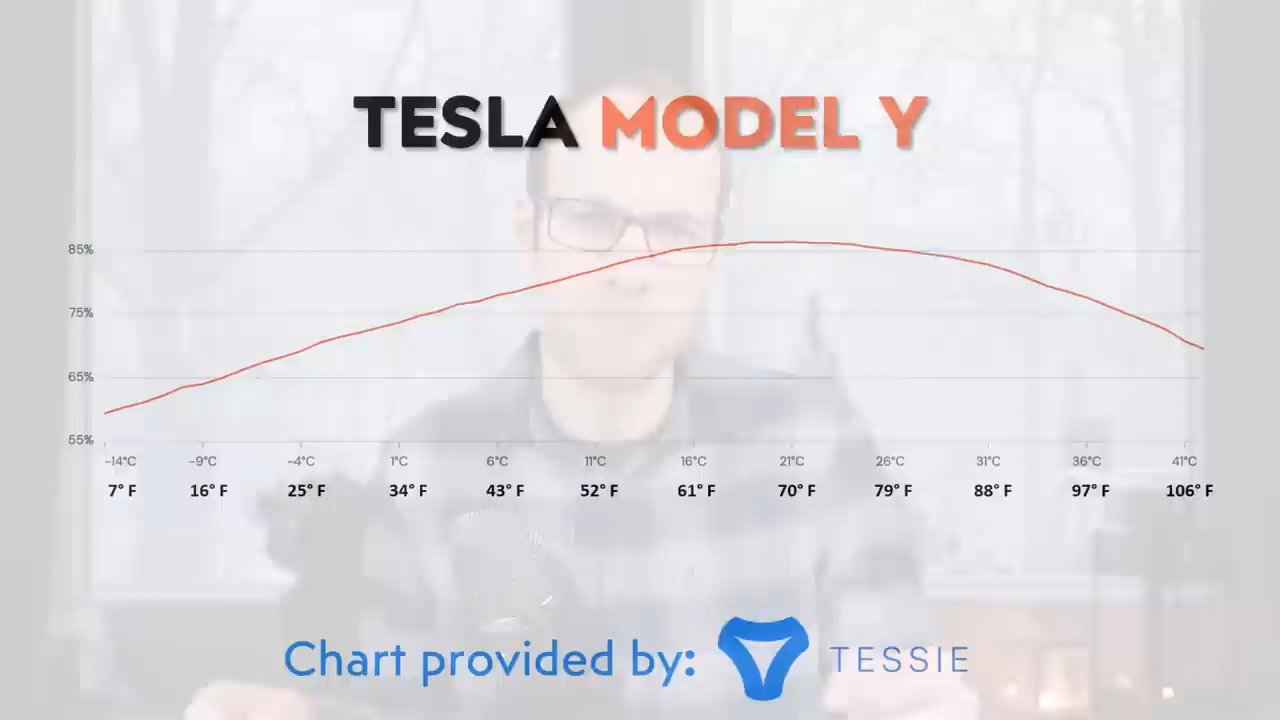 TESLA MODEL Y
85%
75%
65%
55%
-14°C -9°C -4°C 1°C 6°C 11°C 16°C 21°C 26°C 31°C 36°C 41°C
7° F 16° F 25° F 34° F 43° F 52° F 61° F 70° F 79° F 88° F 97° F 106° F
Chart provided by: TESSIE